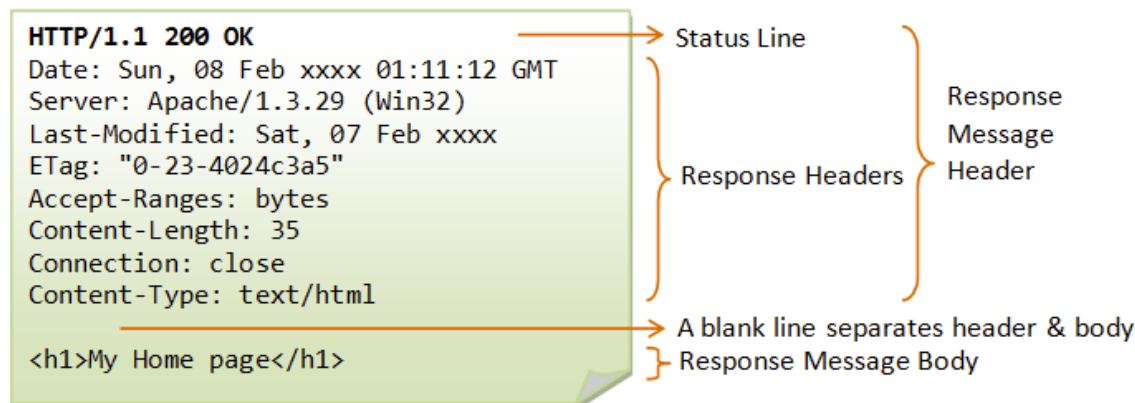 HTTP/1.1 200 OK
Date: Sun, 08 Feb xxxx 01:11:12 GMT
Server: Apache/1.3.29 (Win32)
Last-Modified: Sat, 07 Feb xxxx
ETag: "0-23-4024c3a5"
Accept-Ranges: bytes
Content-Length: 35
Connection: close
Content-Type: text/html
<h1>My Home page</h1>
Status Line
Response Headers
A blank line separates header & body
Response Message Body
Response
Message
Header